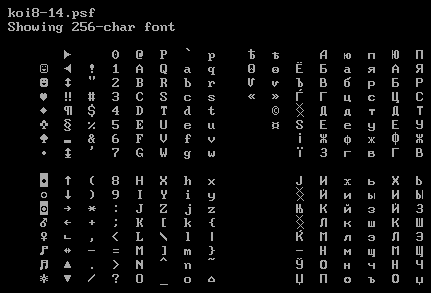 koi8-14.psf
Showing 256-char font
► 0 @ P ` p Ѣ ѣ А ю п Ю П
☺ ◄ ! 1 A Q a q Ѳ ѳ Ё Б а я А Я
☻ ↕ " 2 B R b r Ѵ ѵ Ђ В б р Б Р
♥ ‼ # 3 C S c s « » Ѓ Г ц с Ц С
♦ ¶ $ 4 D T d t © Д д т Д Т
♣ § % 5 E U e u ¤ Ѕ Е е у Е У
♠ ▬ & 6 F V f v І Ж ф ж Ф Ж
• ↨ ' 7 G W g w Ї З г в Г В
◘ ↑ ( 8 H X h x Ј И х ь Х Ь
○ ↓ ) 9 I Y i y Й и ы И Ы
◙ → * : J Z j z Њ К й з Й З
♂ ← + ; K [ k { Л к ш К Ш
♀ ∟ , < L \ l | Ќ М л э Л Э
♪ ↔ - = M ] m } - Н м щ М Щ
♫ ▲ . > N ^ n ~ Ў О н ч Н Ч
☼ ▼ / ? O _ o ⌂ Џ П о ъ О Ъ